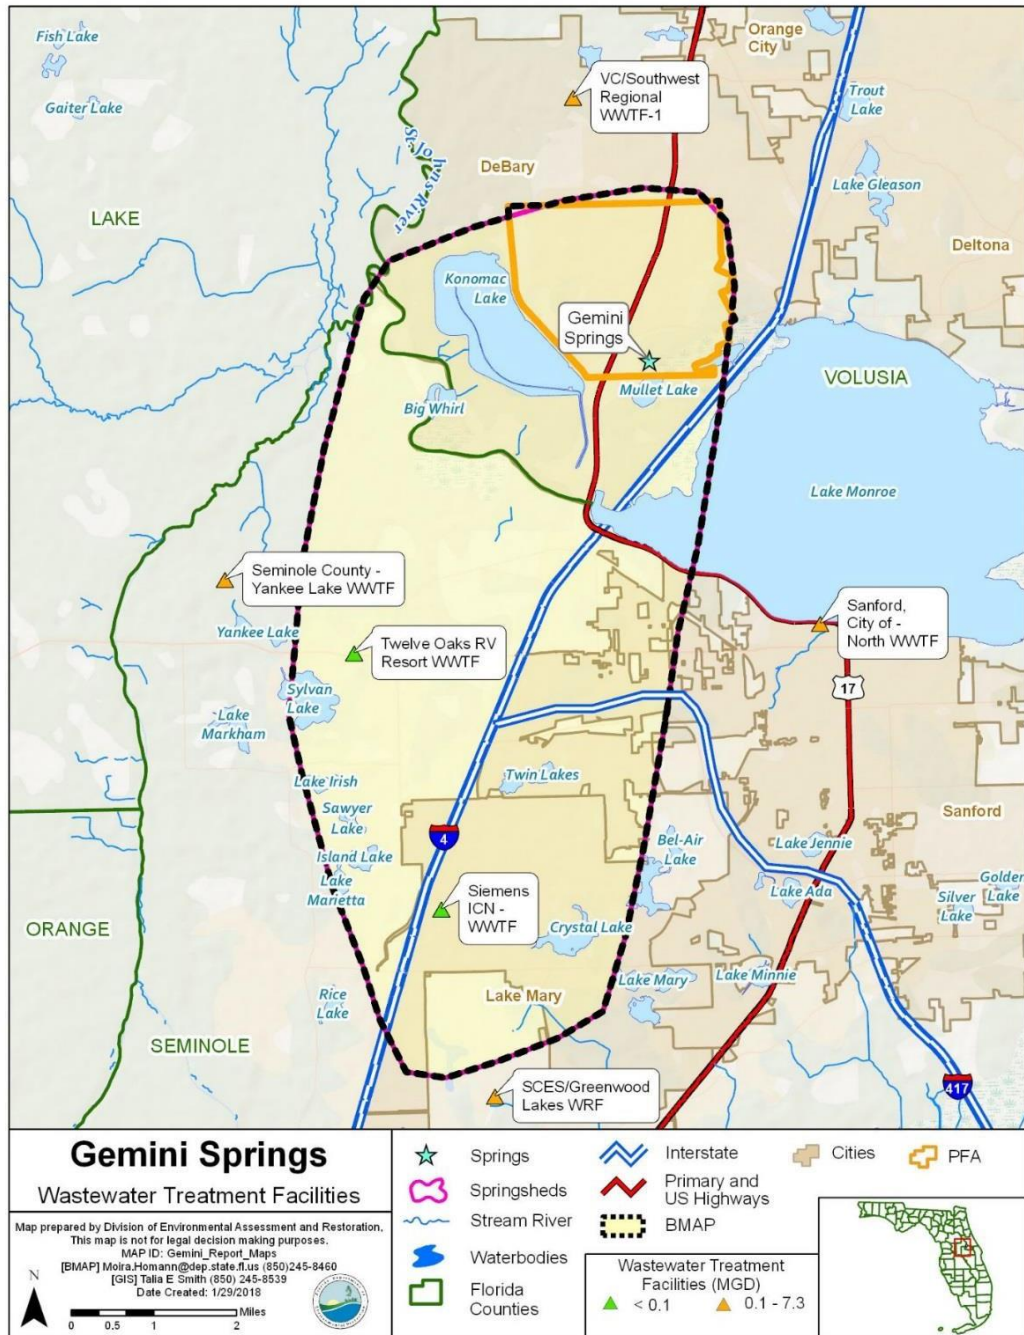 Fish Lake
Gaiter Lake
St Johns River
Orange
City
VC/Southwest
Regional
WWTF-1
Trout
Lake
DeBary
Lake Gleason
LAKE
Deltona
Konomac
Lake
Gemini
Springs
VOLUSIA
Mullet Lake
Big Whirl
Lake Monroe
Seminole County -
Yankee Lake WWTF
Sanford,
City of -
North WWTF
Yankee Lake
Twelve Oaks RV
Resort WWTF
17
Sylvan
Lake
Lake
Markham
Twin Lakes
Lake Irish
Sawyer
Lake
Sanford
4
Bel-Air
Lake
Lake Jennie
Island Lake
Lake
Marietta
Golden
Lake
Lake Ada
Silver
Lake
Siemens
ICN -
WWTF
ORANGE
Crystal Lake
Lake Mary
Lake Minnie
Rice
Lake
Lake Mary
SEMINOLE
SCES/Greenwood
Lakes WRF
417
Gemini Springs
Wastewater Treatment Facilities
Map prepared by Division of Environmental Assessment and Restoration.
This map is not for legal decision making purposes.
MAP ID: Gemini_Report_Maps
[BMAP] Moira.Homann@dep.state.fl.us (850)245-8460
[GIS] Talia E Smith (850) 245-8539
Date Created: 1/29/2018
N
Miles
0 0.5 1 2
Springs
Springsheds
Stream River
Waterbodies
Florida
Counties
Interstate
Primary and
US Highways
BMAP
Cities
PFA
Wastewater Treatment
Facilities (MGD)
< 0.1
0.1 - 7.3